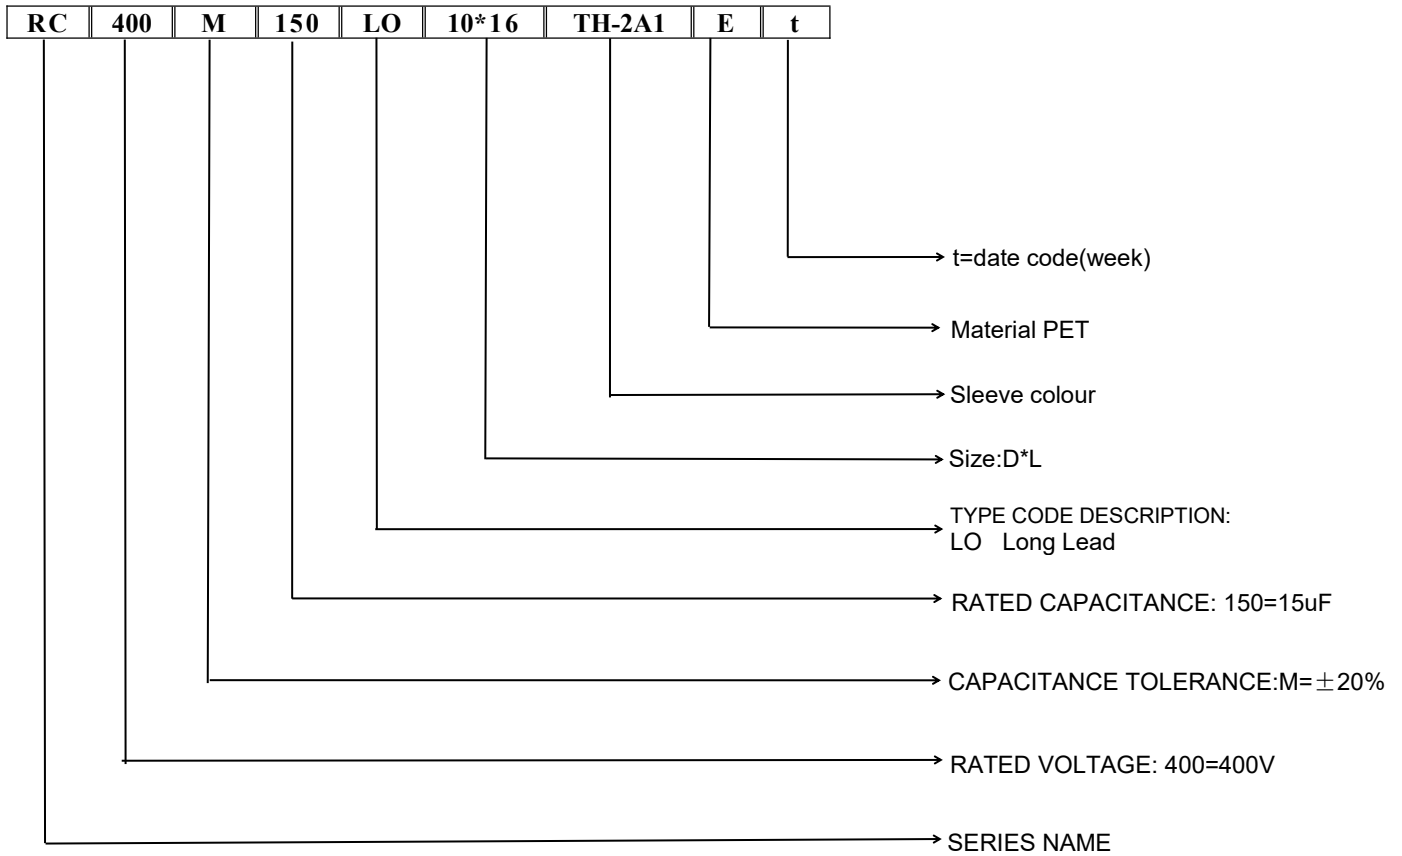 RC 400 M 150 LO 10*16 TH-2A1 E t
t=date code(week)
Material PET
Sleeve colour
Size:D*L
TYPE CODE DESCRIPTION:
LO Long Lead
RATED CAPACITANCE: 150=15uF
CAPACITANCE TOLERANCE:M=±20%
RATED VOLTAGE: 400=400V
SERIES NAME